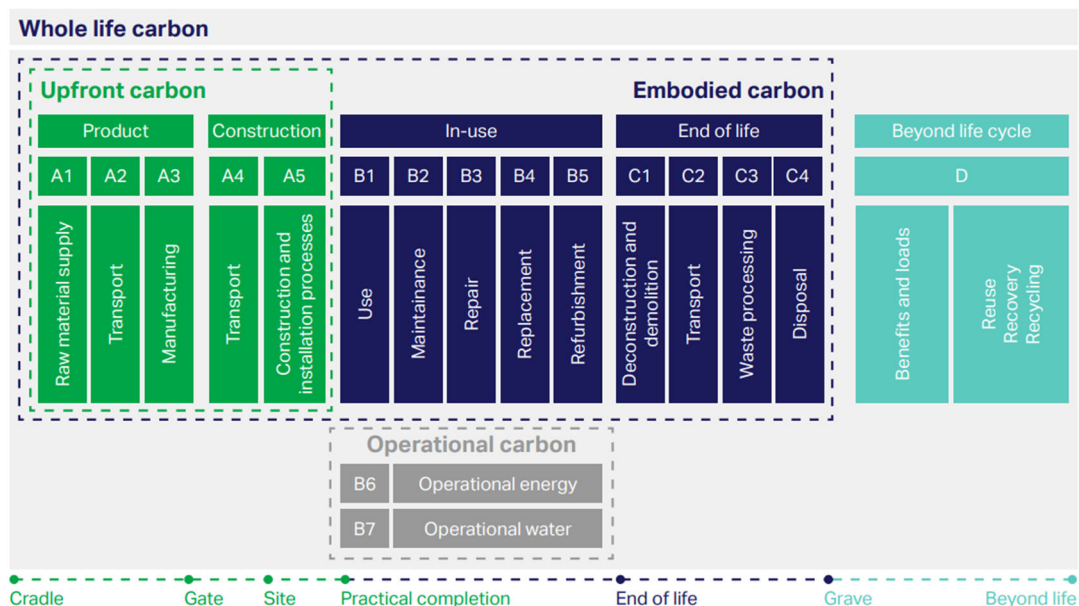 Whole life carbon
Upfront carbon
Embodied carbon
Product
Construction
In-use
End of life
Beyond life cycle
A1
A2
A3
A4
A5
B1
B2
B3
B4
B5
C1
C2
C3
C4
D
Raw material supply
Transport
Manufacturing
Transport
Construction and
installation processes
Use
Maintainance
Repair
Replacement
Refurbishment
Deconstruction and
demolition
Transport
Waste processing
Disposal
Benefits and loads
Reuse
Recovery
Recycling
Operational carbon
B6
Operational energy
B7
Operational water
Cradle
Gate
Site
Practical completion
End of life
Grave
Beyond life